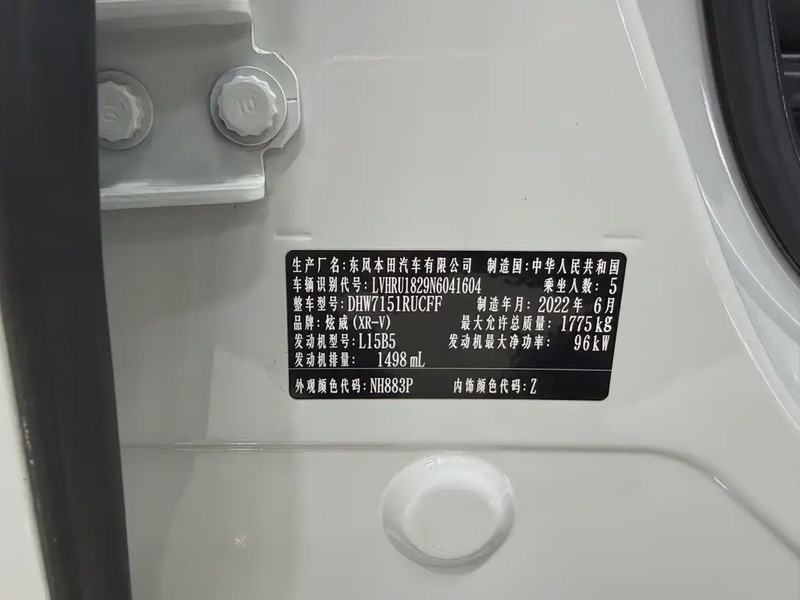 10
10
生产厂名:东风本田汽车有限公司 制造国:中华人民共和国
车辆识别代号:LVHRU1829N6041604 乘坐人数:5
整车型号:DHW7151RUCFF 制造年月:2022年6月
品牌:炫威(XR-V) 最大允许总质量:1775kg
发动机型号:L15B5 发动机最大净功率:96kW
发动机排量:1498mL
外观颜色代码:NH883P 内饰颜色代码:Z